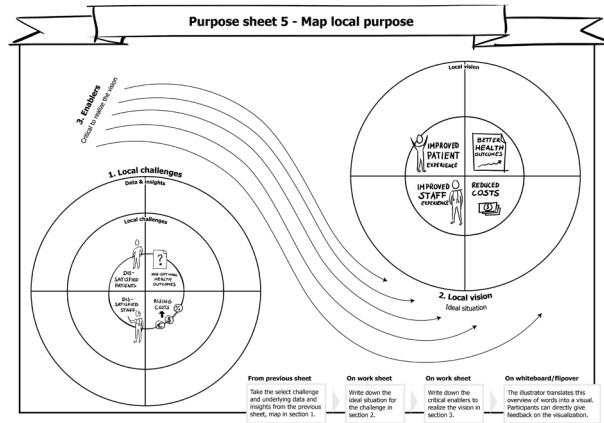 Purpose sheet 5 - Map local purpose
3. Enablers
Critical to realize the vision
1. Local challenges
Data & insights
Local challenges
DIS-
SATISFIED
PATIENTS
?
NON-OPTIMAL
HEALTH
OUTCOMES
DIS-
SATISFIED
STAFF
RISING
COSTS
Local vision
IMPROVED
PATIENT
EXPERIENCE
BETTER
HEALTH
OUTCOMES
IMPROVED
STAFF
EXPERIENCE
REDUCED
COSTS
2. Local vision
Ideal situation
From previous sheet
Take the select challenge
and underlying data and
insights from the previous
sheet, map in section 1.
On work sheet
Write down the
ideal situation for
the challenge in
section 2.
On work sheet
Write down the
critical enablers to
realize the vision in
section 3.
On whiteboard/flipover
The illustrator translates this
overview of words into a visual.
Participants can directly give
feedback on the visualization.